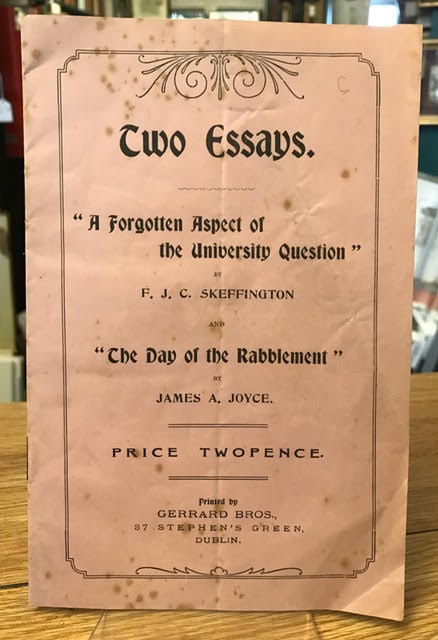 Two Essays.
"A Forgotten Aspect of
the University Question"
BY
F. J. C. SKEFFINGTON
AND
"The Day of the Rabblement"
BY
JAMES A. JOYCE.
PRICE TWOPENCE.
Printed by
GERRARD BROS.,
37 STEPHEN'S GREEN,
DUBLIN.